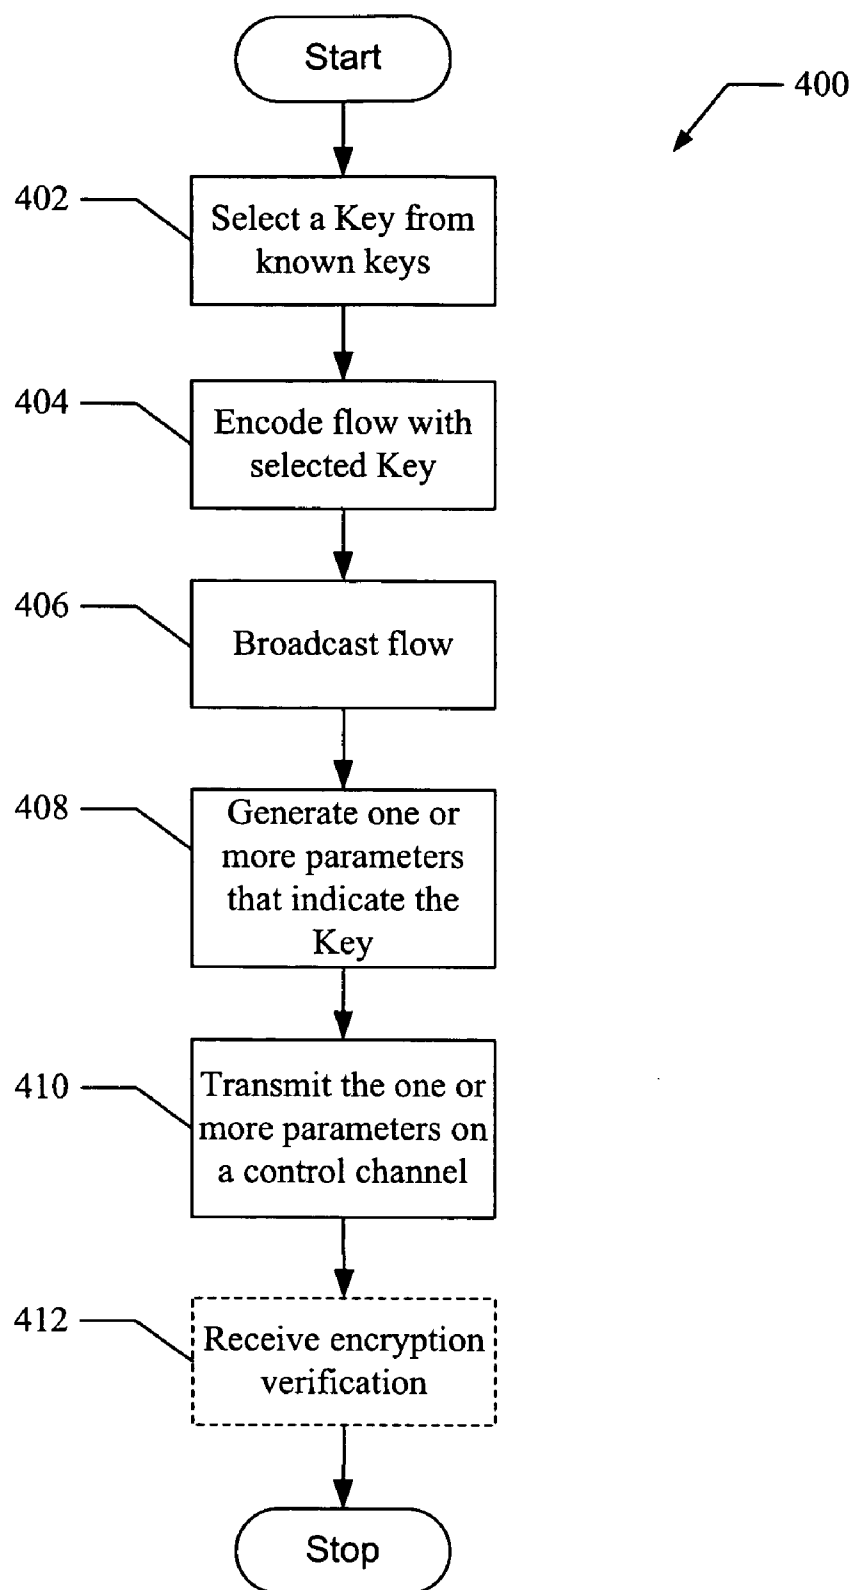 Start
400
402
Select a Key from
known keys
404
Encode flow with
selected Key
406
Broadcast flow
408
Generate one or
more parameters
that indicate the
Key
410
Transmit the one or
more parameters on
a control channel
412
Receive encryption
verification
Stop